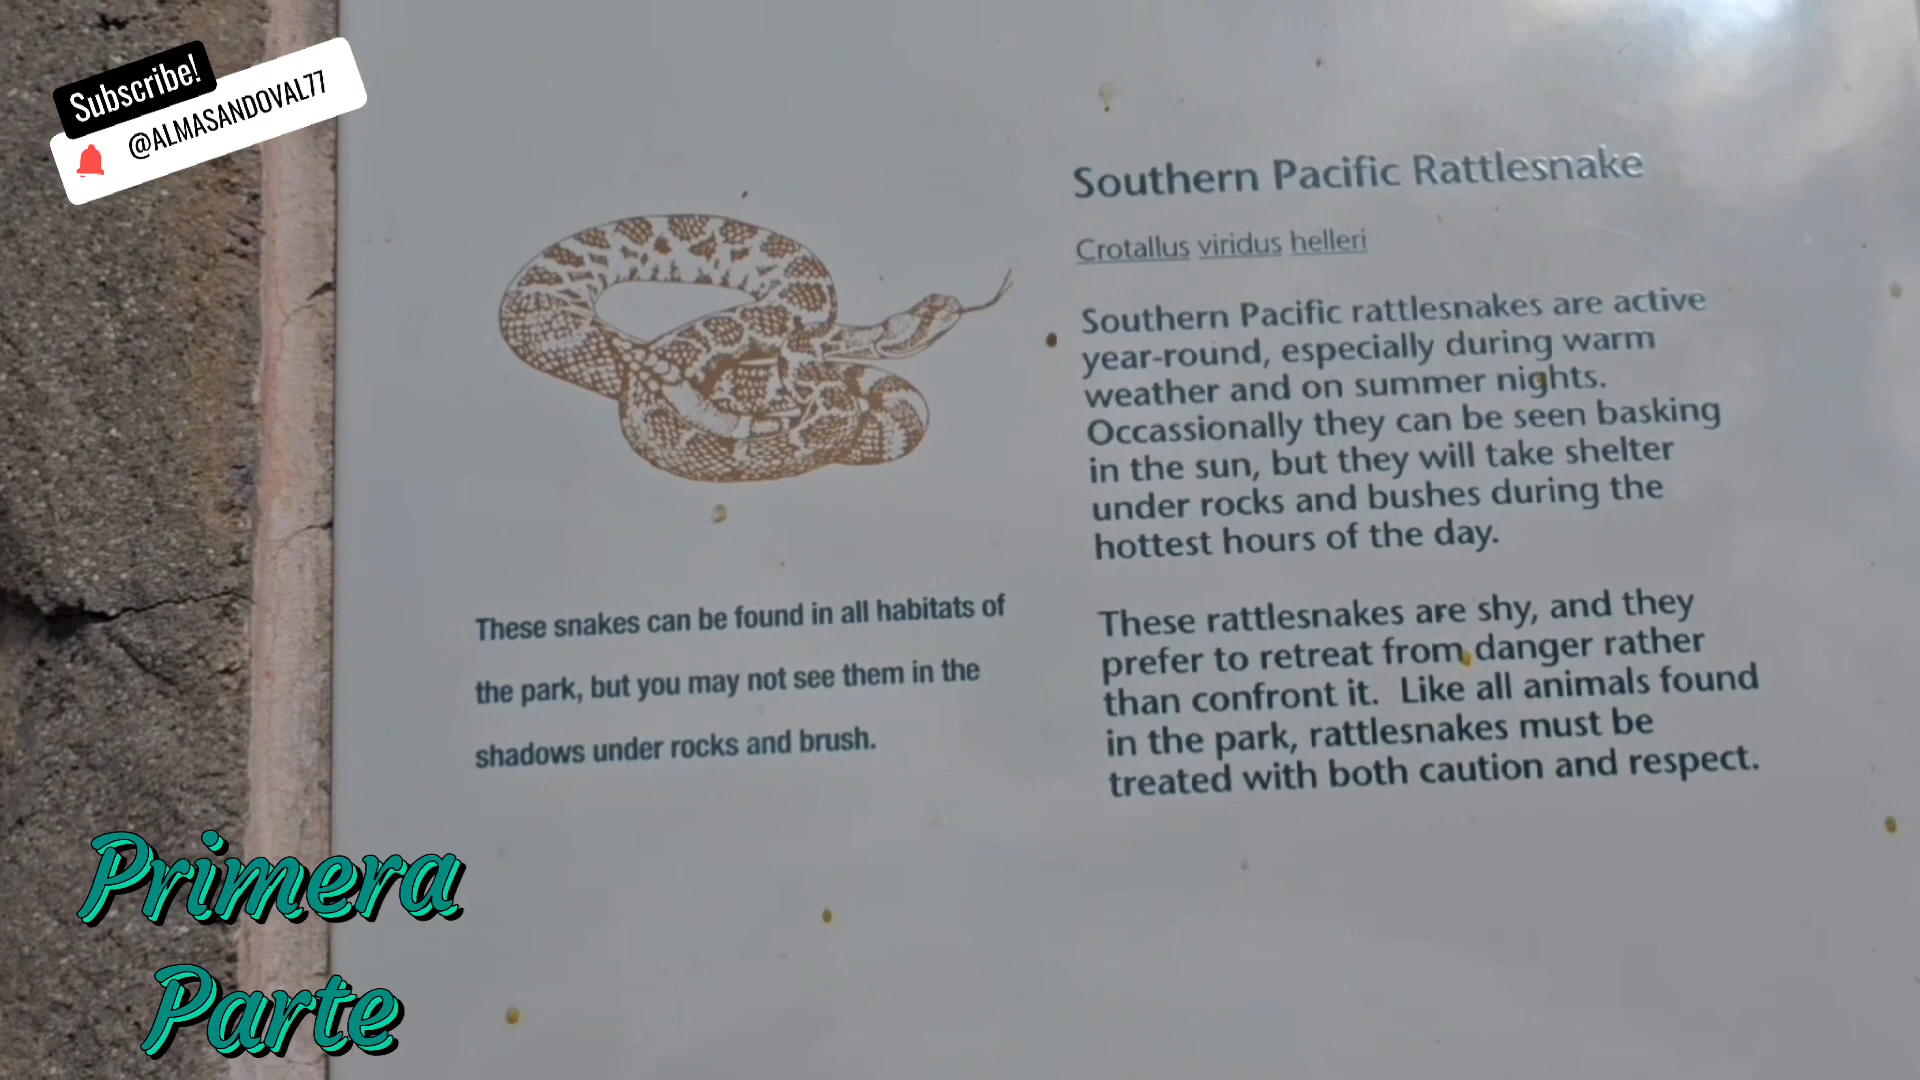 Subscribe!
@ALMASANDOVAL77
Southern Pacific Rattlesnake
Crotallus viridus helleri
Southern Pacific rattlesnakes are active
year-round, especially during warm
weather and on summer nights.
Occassionally they can be seen basking
in the sun, but they will take shelter
under rocks and bushes during the
hottest hours of the day.
These rattlesnakes are shy, and they
prefer to retreat from danger rather
than confront it. Like all animals found
in the park, rattlesnakes must be
treated with both caution and respect.
These snakes can be found in all habitats of
the park, but you may not see them in the
shadows under rocks and brush.
Primera
Parte